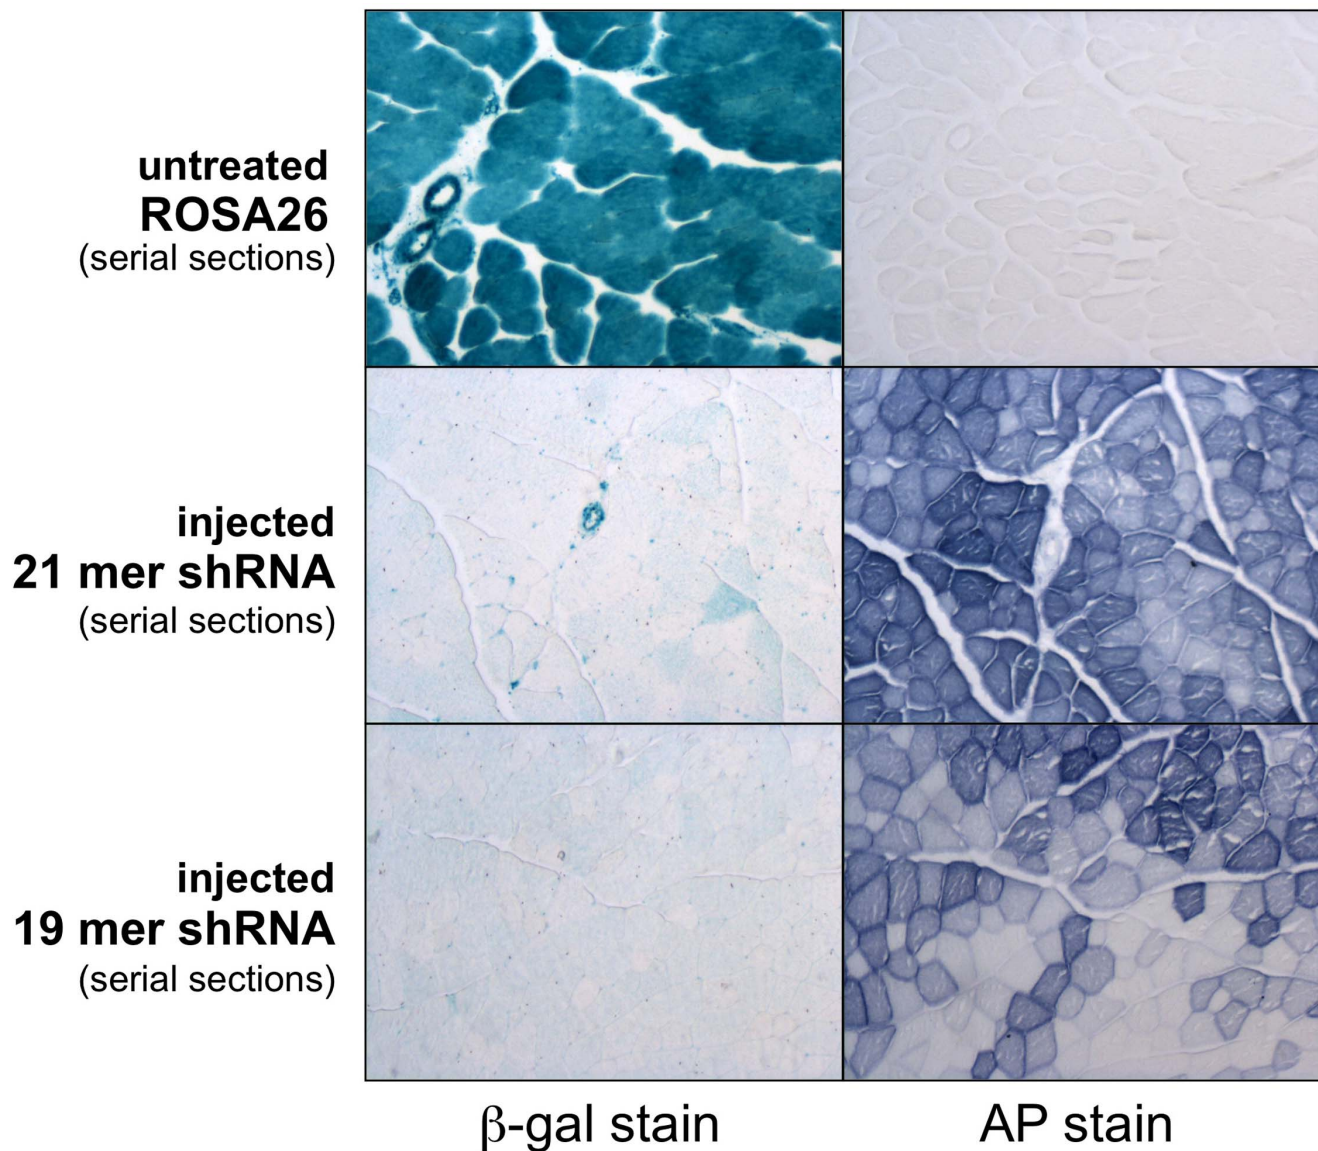 untreated
ROSA26
(serial sections)
injected
21 mer shRNA
(serial sections)
injected
19 mer shRNA
(serial sections)
β-gal stain
AP stain